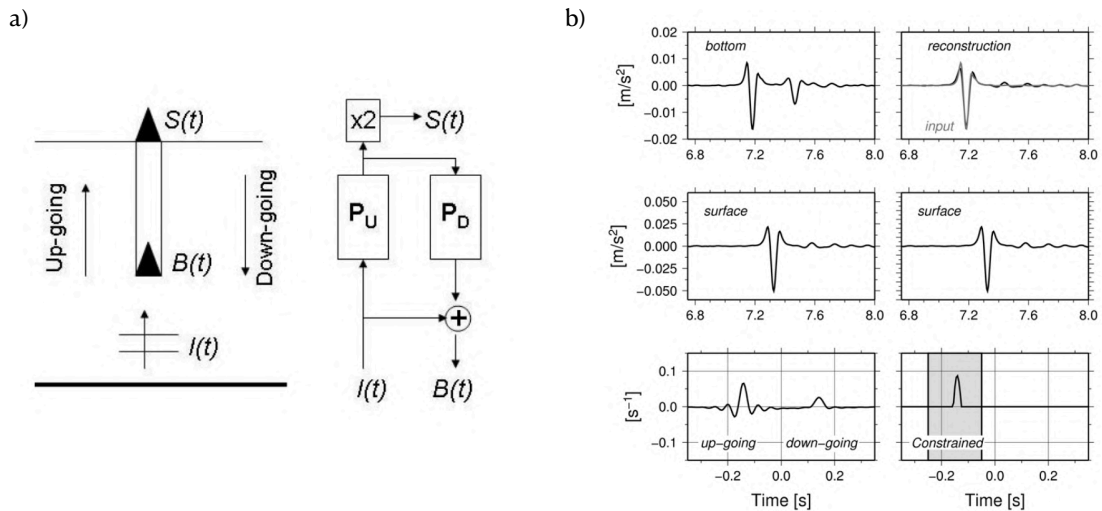 a)
S(t)
Up-going
Down-going
B(t)
I(t)
x2
S(t)
P_U
P_D
+
I(t)
B(t)
b)
bottom
[m/s²]
0.02
0.01
0.00
−0.01
−0.02
6.8 7.2 7.6 8.0
reconstruction
input
6.8 7.2 7.6 8.0
surface
[m/s²]
0.050
0.025
0.000
−0.025
−0.050
6.8 7.2 7.6 8.0
surface
6.8 7.2 7.6 8.0
[s⁻¹]
0.1
0.0
−0.1
up−going down−going
−0.2 0.0 0.2
Time [s]
Constrained
−0.2 0.0 0.2
Time [s]